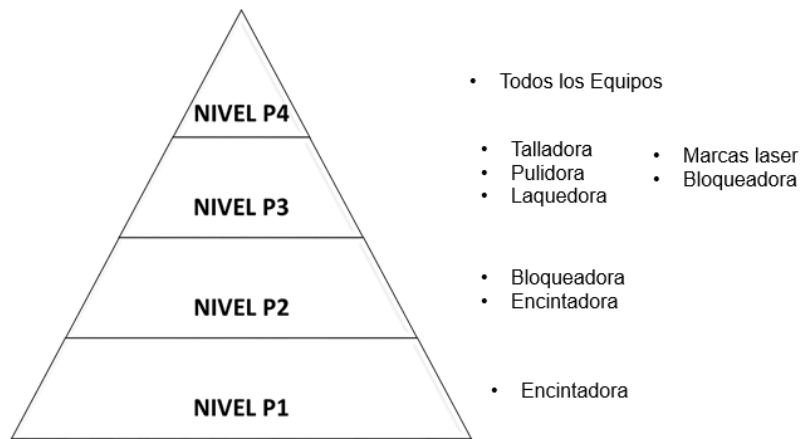 • Todos los Equipos
NIVEL P4
• Talladora
• Pulidora
• Laquedora
• Marcas laser
• Bloqueadora
NIVEL P3
• Bloqueadora
• Encintadora
NIVEL P2
• Encintadora
NIVEL P1